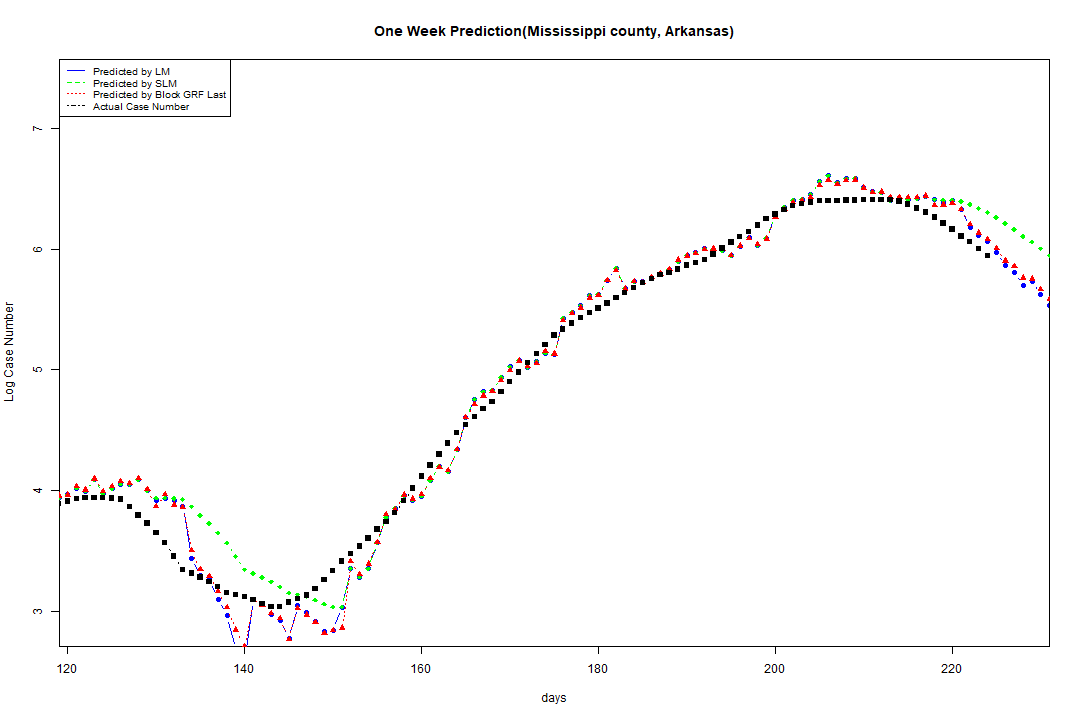 One Week Prediction(Mississippi county, Arkansas)
Predicted by LM
Predicted by SLM
Predicted by Block GRF Last
Actual Case Number
7
6
5
4
3
Log Case Number
120 140 160 180 200 220
days